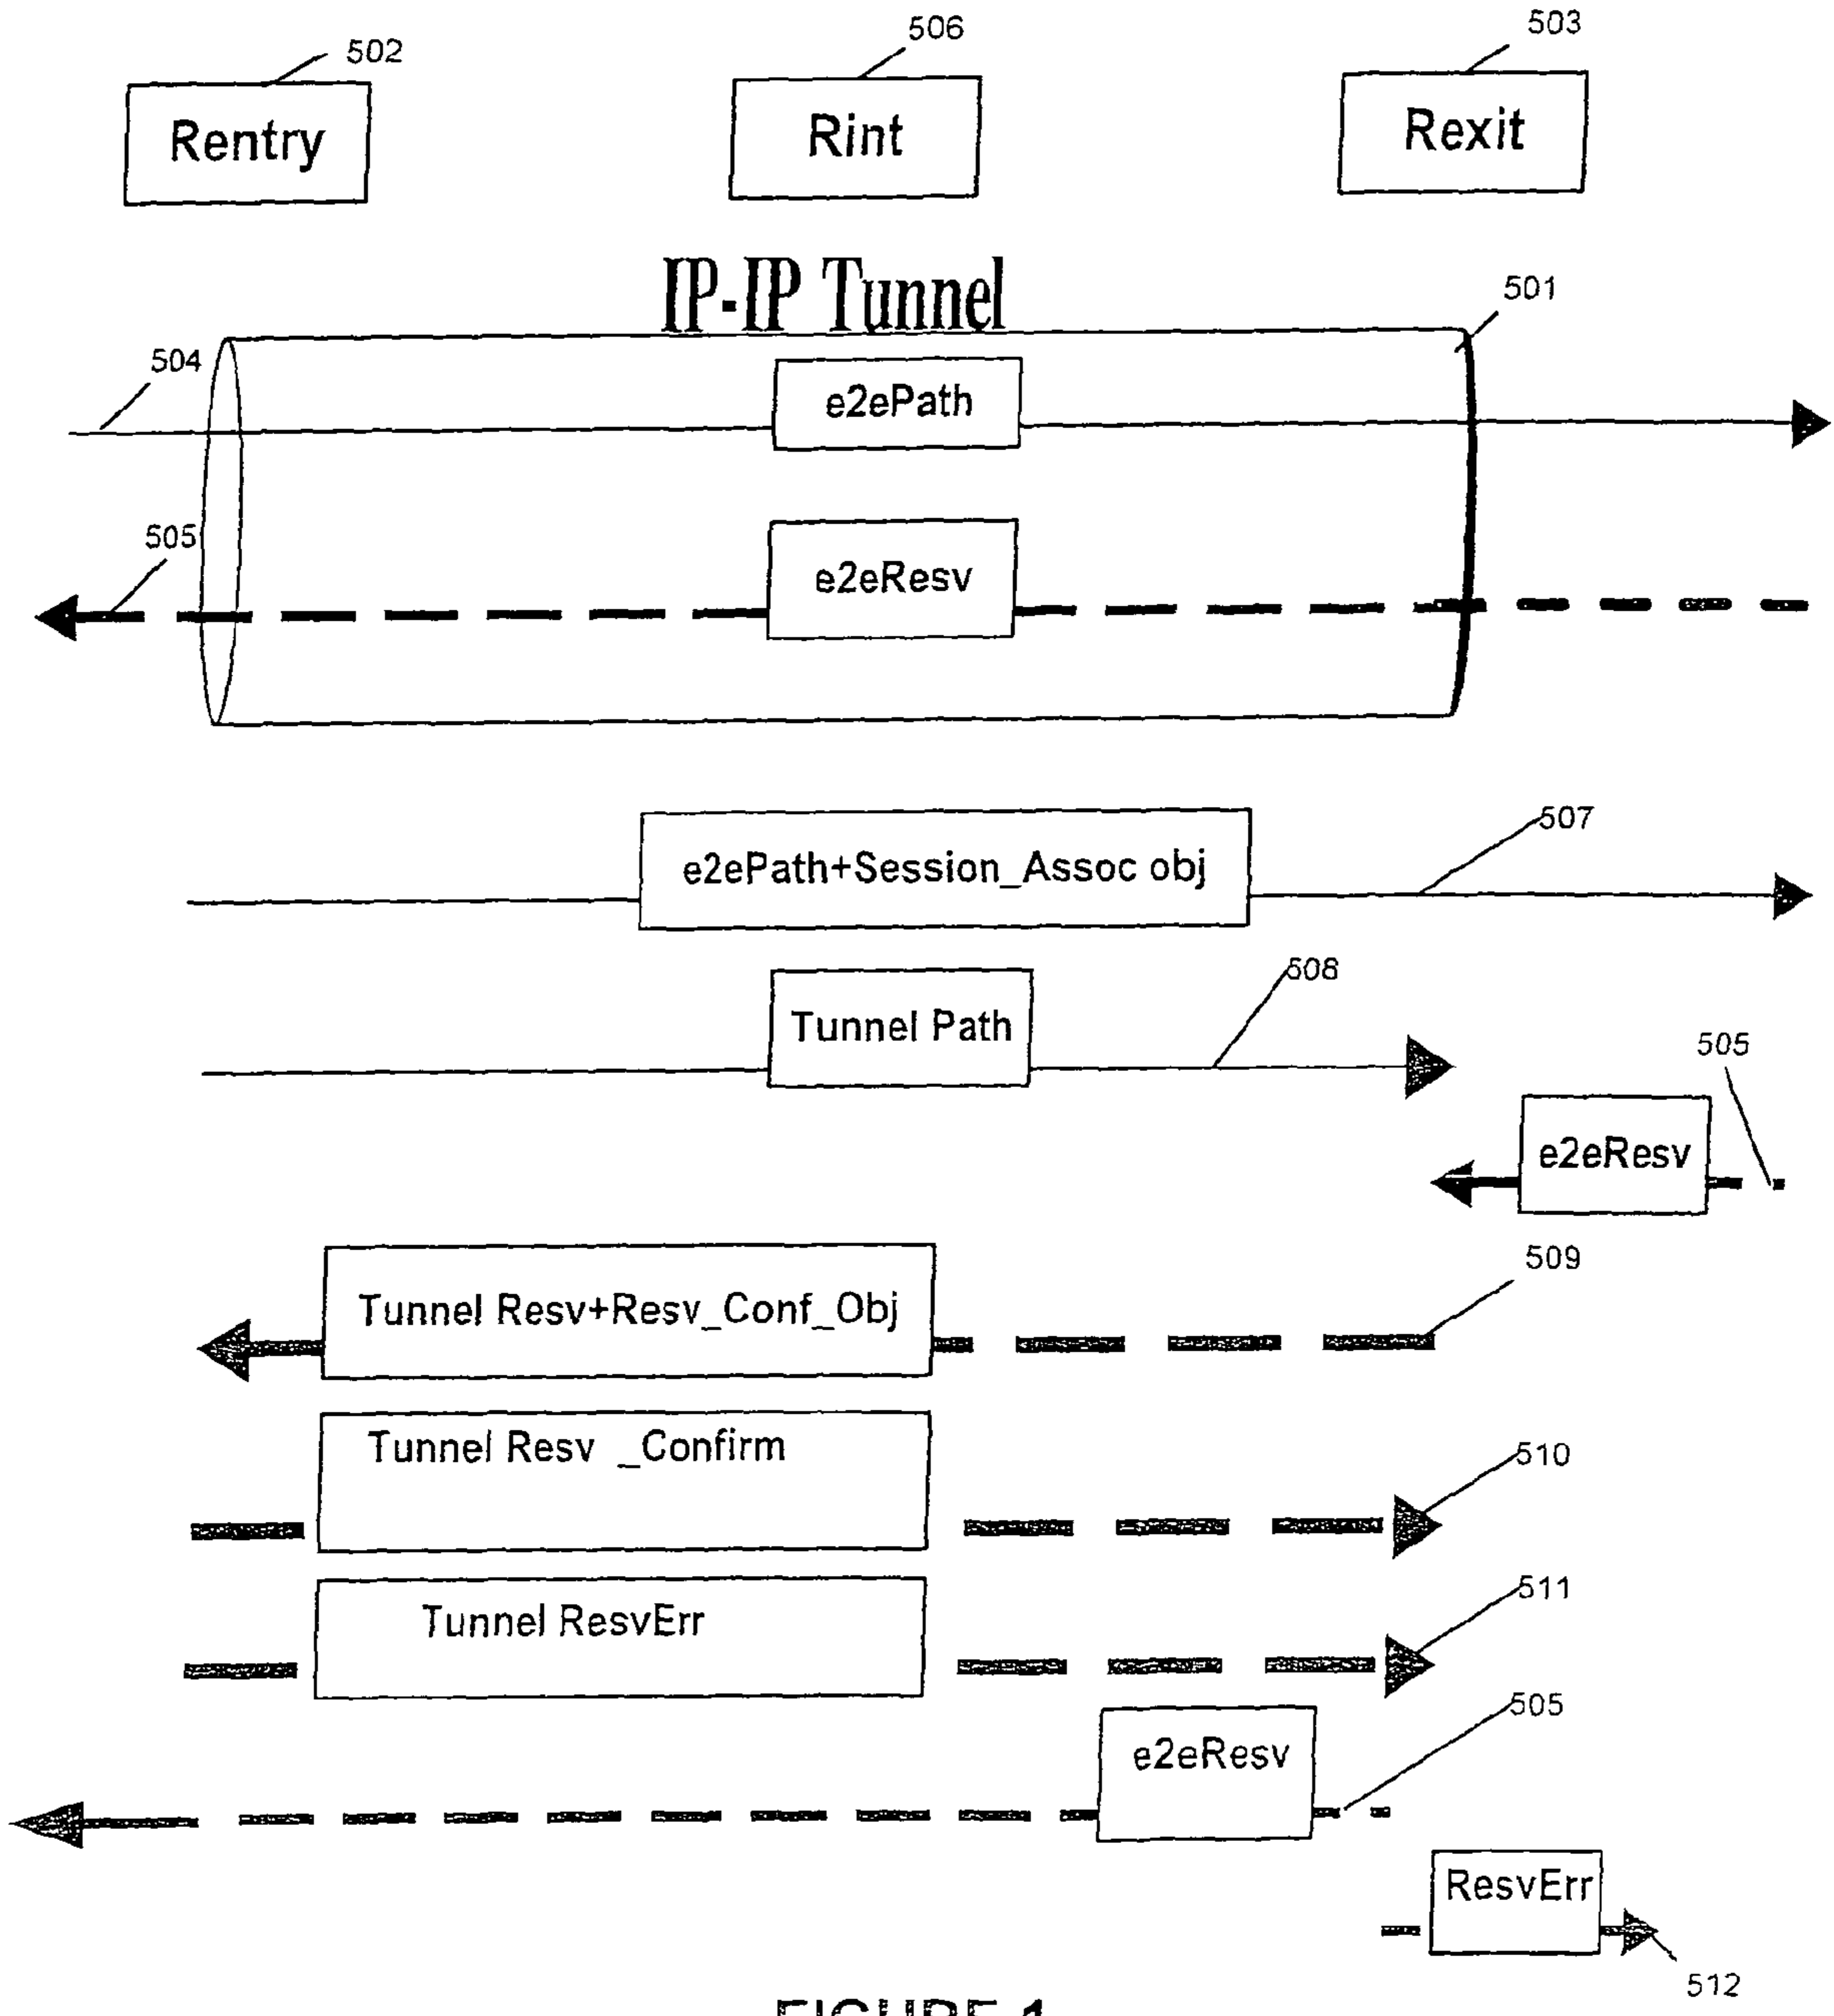 502
506
503
Rentry
Rint
Rexit
IP-IP Tunnel
501
504
e2ePath
505
e2eResv
507
e2ePath+Session_Assoc obj
508
Tunnel Path
505
e2eResv
509
Tunnel Resv+Resv_Conf_Obj
Tunnel Resv _Confirm
510
511
Tunnel ResvErr
505
e2eResv
ResvErr
512
FIGURE 1